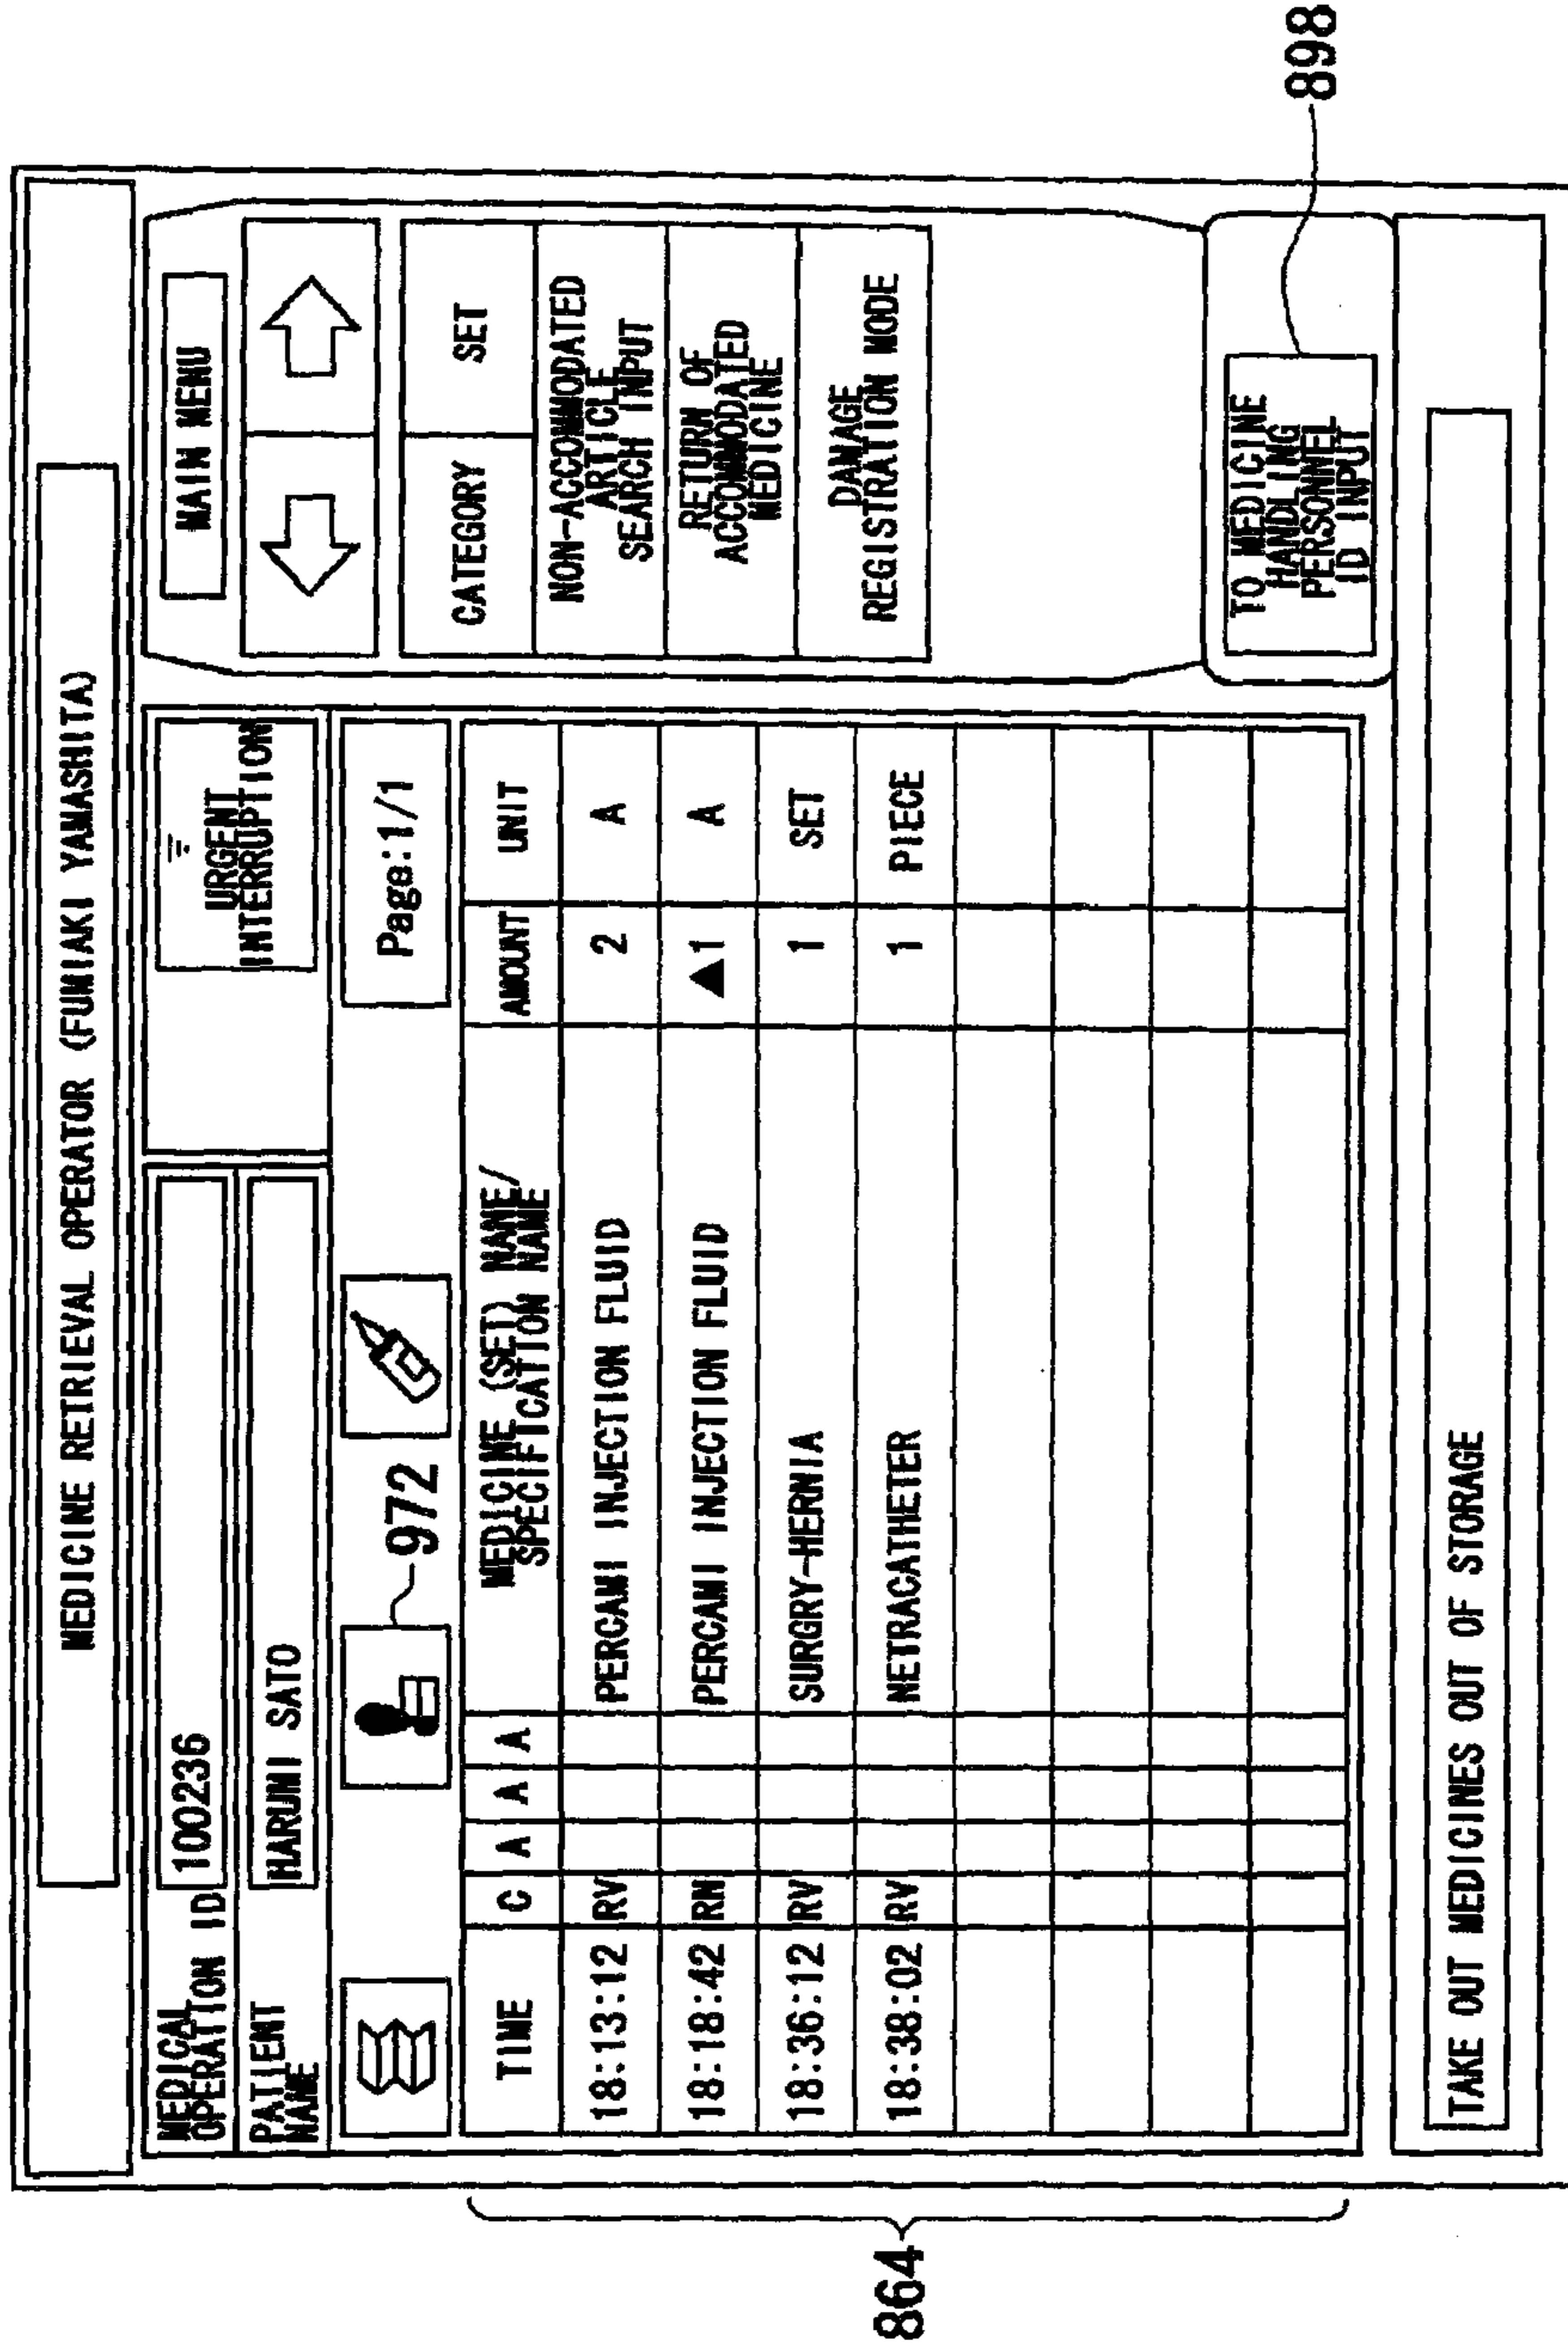 MEDICINE RETRIEVAL OPERATOR (FUMIAKI YAMASHITA)
MEDICAL
OPERATION ID
100236
PATIENT
NAME
HARUMI SATO
URGENT
INTERRUPTION
972
Page:1/1
TIME C A A A MEDICINE (SET) NAME/
SPECIFICATION NAME
AMOUNT UNIT
18:13:12 RV PERCAMI INJECTION FLUID 2 A
18:18:42 RN PERCAMI INJECTION FLUID ▲1 A
18:36:12 RV SURGRY-HERNIA 1 SET
18:38:02 RV NETRACATHETER 1 PIECE
864
MAIN MENU
CATEGORY SET
NON-ACCOMMODATED
ARTICLE
SEARCH INPUT
RETURN OF
ACCOMMODATED
MEDICINE
DAMAGE
REGISTRATION MODE
TO MEDICINE
HANDLING
PERSONNEL
ID INPUT
898
TAKE OUT MEDICINES OUT OF STORAGE